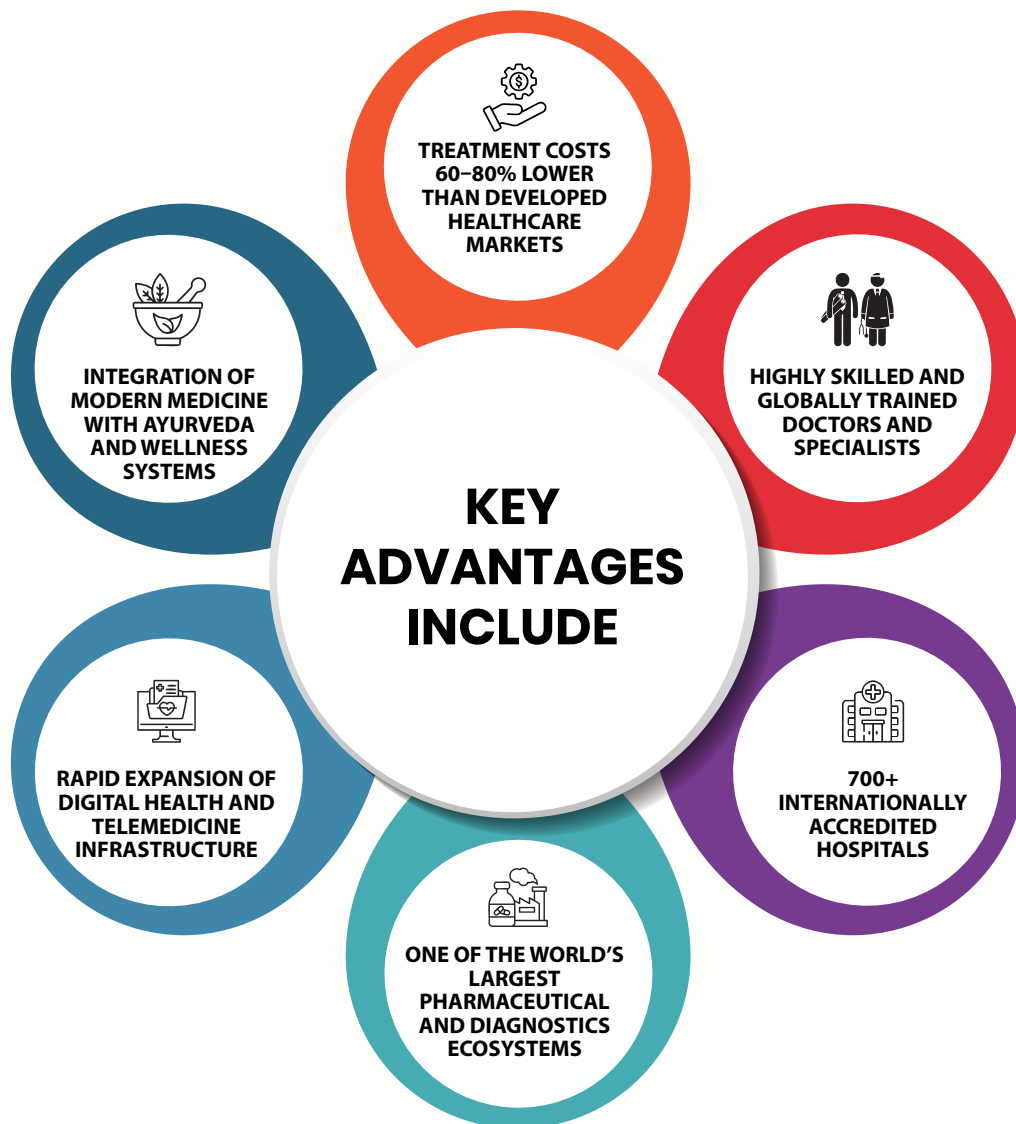 KEY
ADVANTAGES
INCLUDE
TREATMENT COSTS
60–80% LOWER
THAN DEVELOPED
HEALTHCARE
MARKETS
HIGHLY SKILLED AND
GLOBALLY TRAINED
DOCTORS AND
SPECIALISTS
700+
INTERNATIONALLY
ACCREDITED
HOSPITALS
ONE OF THE WORLD’S
LARGEST
PHARMACEUTICAL
AND DIAGNOSTICS
ECOSYSTEMS
RAPID EXPANSION OF
DIGITAL HEALTH AND
TELEMEDICINE
INFRASTRUCTURE
INTEGRATION OF
MODERN MEDICINE
WITH AYURVEDA
AND WELLNESS
SYSTEMS